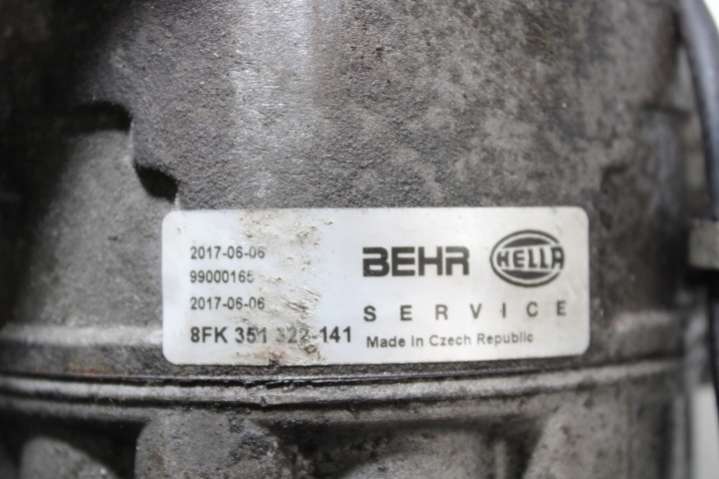 2017-06-06
99000165
2017-06-06
8FK 351 322-141
BEHR HELLA
SERVICE
Made in Czech Republic